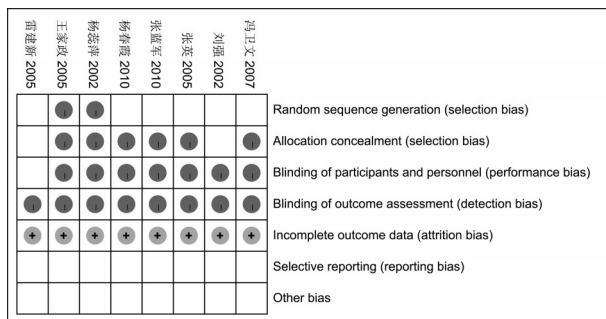 雷建新 2005
王家政 2005
杨蕊萍 2002
杨春霞 2010
张蓝军 2010
张英 2005
刘强 2002
冯卫文 2007
Random sequence generation (selection bias)
Allocation concealment (selection bias)
Blinding of participants and personnel (performance bias)
Blinding of outcome assessment (detection bias)
Incomplete outcome data (attrition bias)
Selective reporting (reporting bias)
Other bias